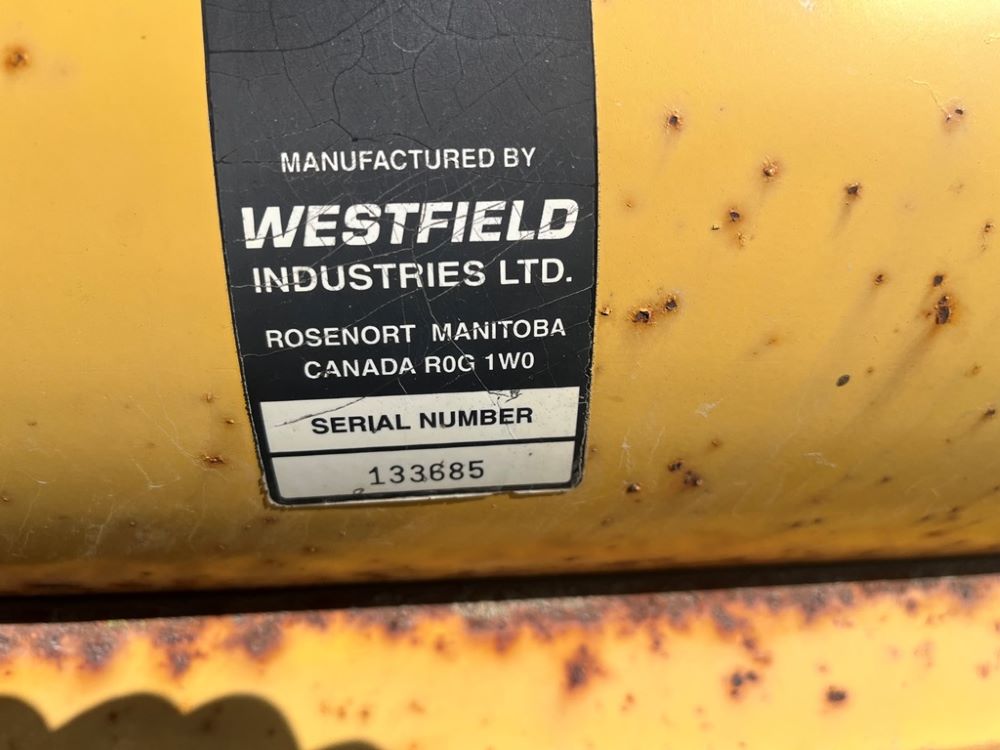 MANUFACTURED BY
WESTFIELD
INDUSTRIES LTD.
ROSENORT MANITOBA
CANADA R0G 1W0
SERIAL NUMBER
133685